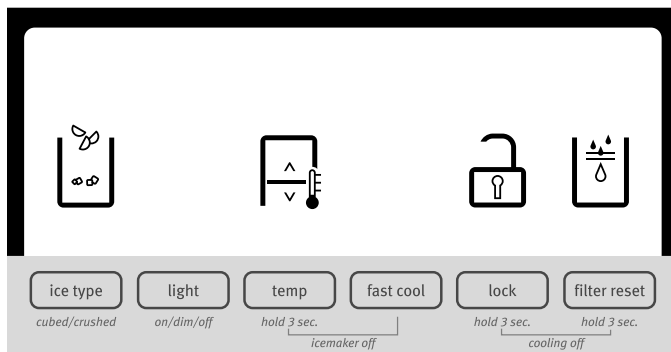 ice type light temp fast cool lock filter reset
cubed/crushed on/dim/off hold 3 sec. hold 3 sec. hold 3 sec.
icemaker off cooling off